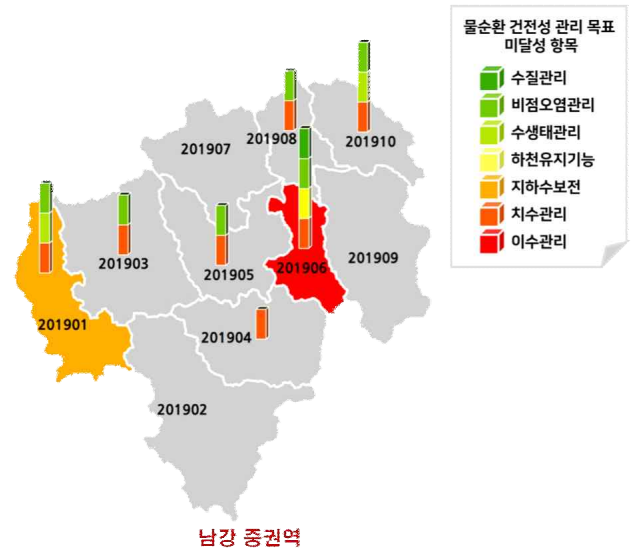 물순환 건전성 관리 목표
미달성 항목
수질관리
비점오염관리
수생태관리
하천유지기능
지하수보전
치수관리
이수관리
201907
201908
201910
201903
201905
201906
201909
201901
201904
201902
남강 중권역